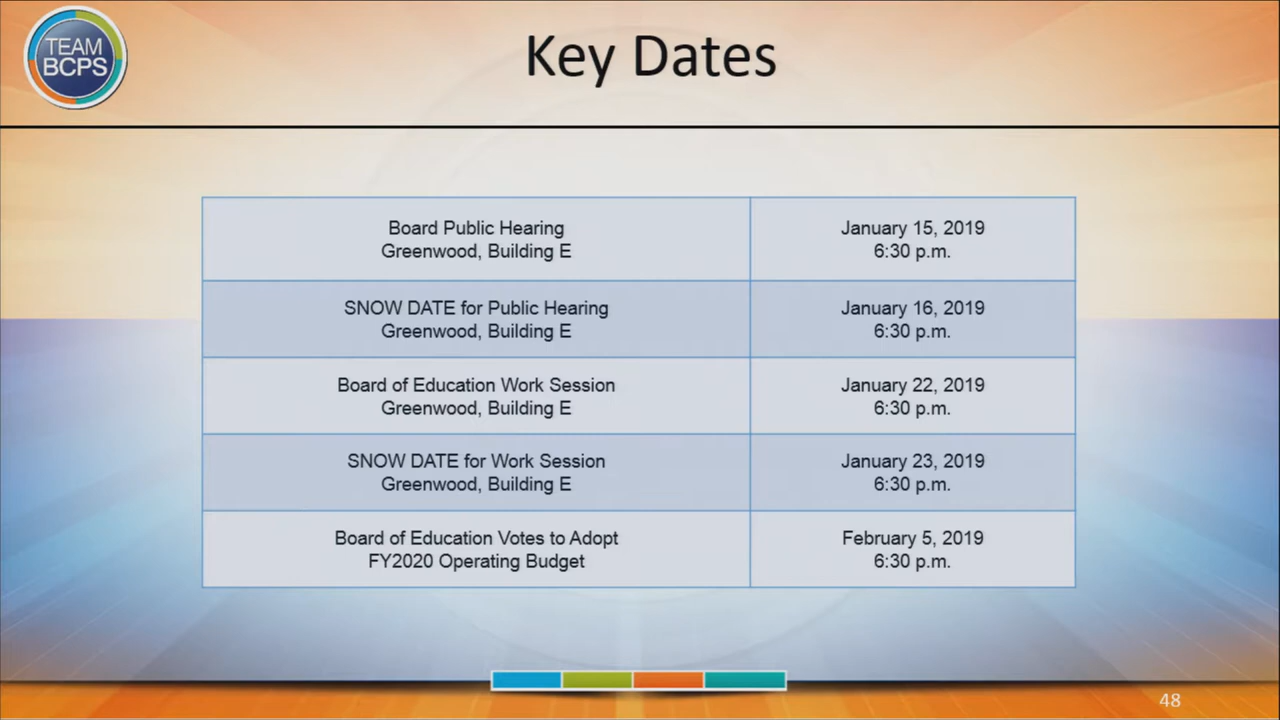 TEAM
BCPS
Key Dates
Board Public Hearing
Greenwood, Building E
January 15, 2019
6:30 p.m.
SNOW DATE for Public Hearing
Greenwood, Building E
January 16, 2019
6:30 p.m.
Board of Education Work Session
Greenwood, Building E
January 22, 2019
6:30 p.m.
SNOW DATE for Work Session
Greenwood, Building E
January 23, 2019
6:30 p.m.
Board of Education Votes to Adopt
FY2020 Operating Budget
February 5, 2019
6:30 p.m.
48